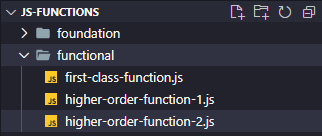 JS-FUNCTIONS
foundation
functional
JS first-class-function.js
JS higher-order-function-1.js
JS higher-order-function-2.js